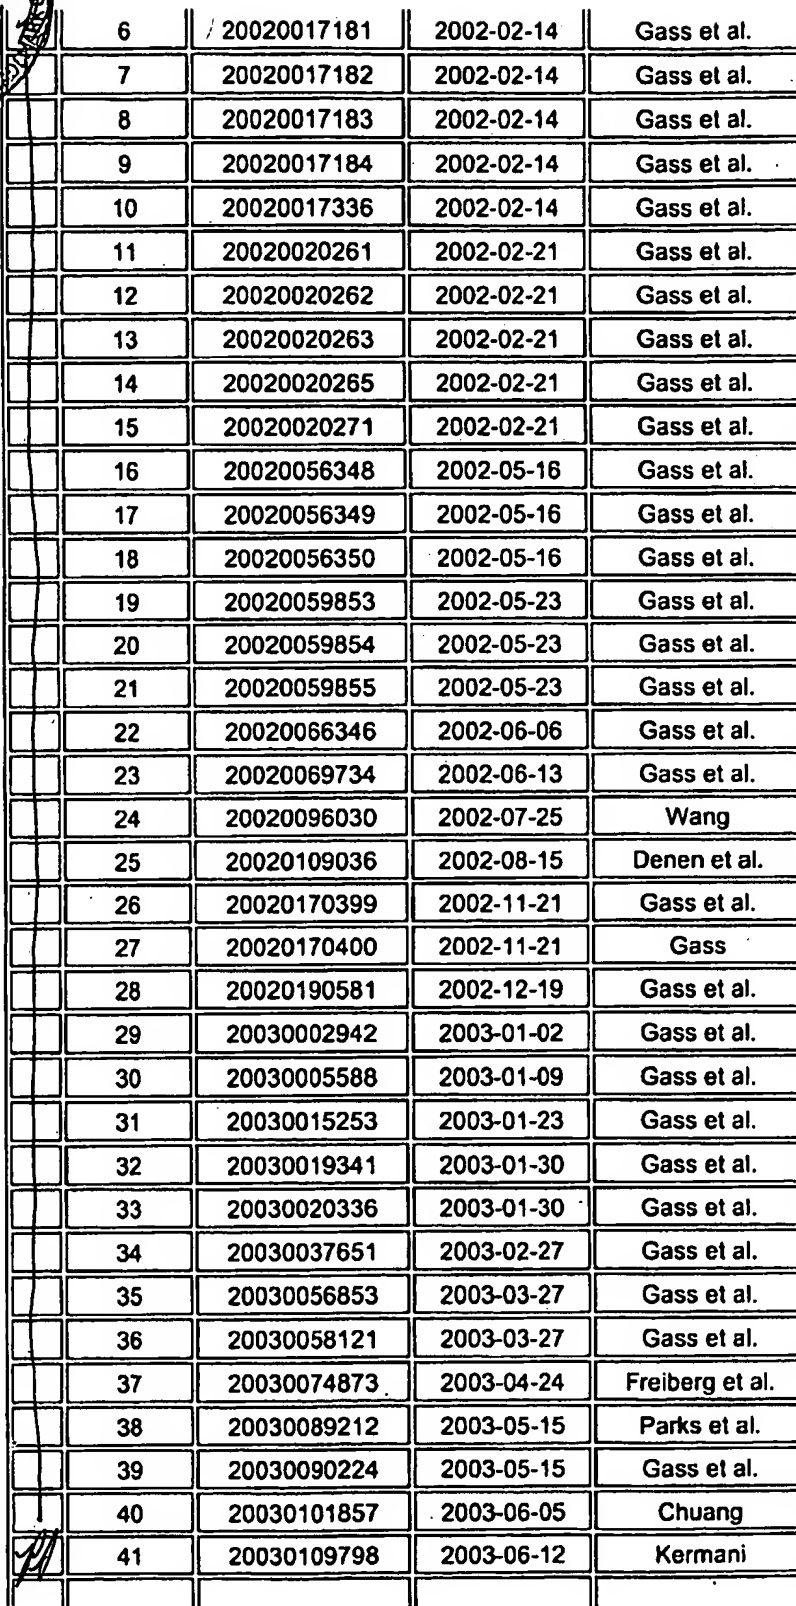 6 20020017181 2002-02-14 Gass et al.
7 20020017182 2002-02-14 Gass et al.
8 20020017183 2002-02-14 Gass et al.
9 20020017184 2002-02-14 Gass et al.
10 20020017336 2002-02-14 Gass et al.
11 20020020261 2002-02-21 Gass et al.
12 20020020262 2002-02-21 Gass et al.
13 20020020263 2002-02-21 Gass et al.
14 20020020265 2002-02-21 Gass et al.
15 20020020271 2002-02-21 Gass et al.
16 20020056348 2002-05-16 Gass et al.
17 20020056349 2002-05-16 Gass et al.
18 20020056350 2002-05-16 Gass et al.
19 20020059853 2002-05-23 Gass et al.
20 20020059854 2002-05-23 Gass et al.
21 20020059855 2002-05-23 Gass et al.
22 20020066346 2002-06-06 Gass et al.
23 20020069734 2002-06-13 Gass et al.
24 20020096030 2002-07-25 Wang
25 20020109036 2002-08-15 Denen et al.
26 20020170399 2002-11-21 Gass et al.
27 20020170400 2002-11-21 Gass
28 20020190581 2002-12-19 Gass et al.
29 20030002942 2003-01-02 Gass et al.
30 20030005588 2003-01-09 Gass et al.
31 20030015253 2003-01-23 Gass et al.
32 20030019341 2003-01-30 Gass et al.
33 20030020336 2003-01-30 Gass et al.
34 20030037651 2003-02-27 Gass et al.
35 20030056853 2003-03-27 Gass et al.
36 20030058121 2003-03-27 Gass et al.
37 20030074873 2003-04-24 Freiberg et al.
38 20030089212 2003-05-15 Parks et al.
39 20030090224 2003-05-15 Gass et al.
40 20030101857 2003-06-05 Chuang
41 20030109798 2003-06-12 Kermani